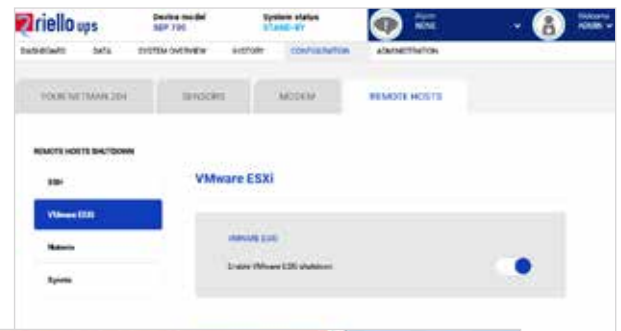 riello ups
Device model
SEP 700
System status
STAND-BY
Alarm
NONE
Welcome
ADMIN
DASHBOARD DATA SYSTEM OVERVIEW HISTORY CONFIGURATION ADMINISTRATION
YOUR NETMAN 204 SENSORS MODEM REMOTE HOSTS
REMOTE HOSTS SHUTDOWN
SSH
VMware ESXi
VMware ESXi
VMWARE ESXI
Nutanix
Enable VMware ESXi shutdown
Syneto